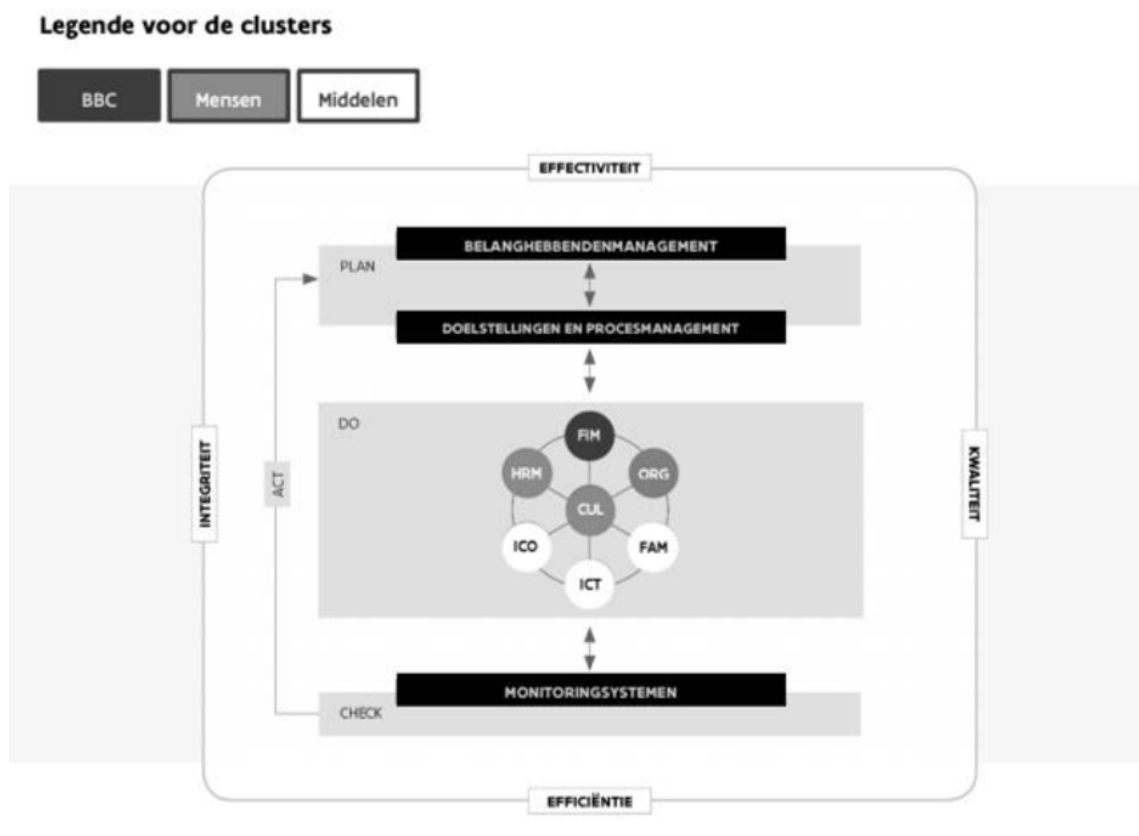 Legende voor de clusters
BBC Mensen Middelen
EFFECTIVITEIT
BELANGHEBBENDENMANAGEMENT
PLAN
DOELSTELLINGEN EN PROCESMANAGEMENT
DO
FIM
HRM ORG
CUL
ICO FAM
ICT
INTEGRITEIT
ACT
KWALITEIT
MONITORINGSYSTEMEN
CHECK
EFFICIËNTIE